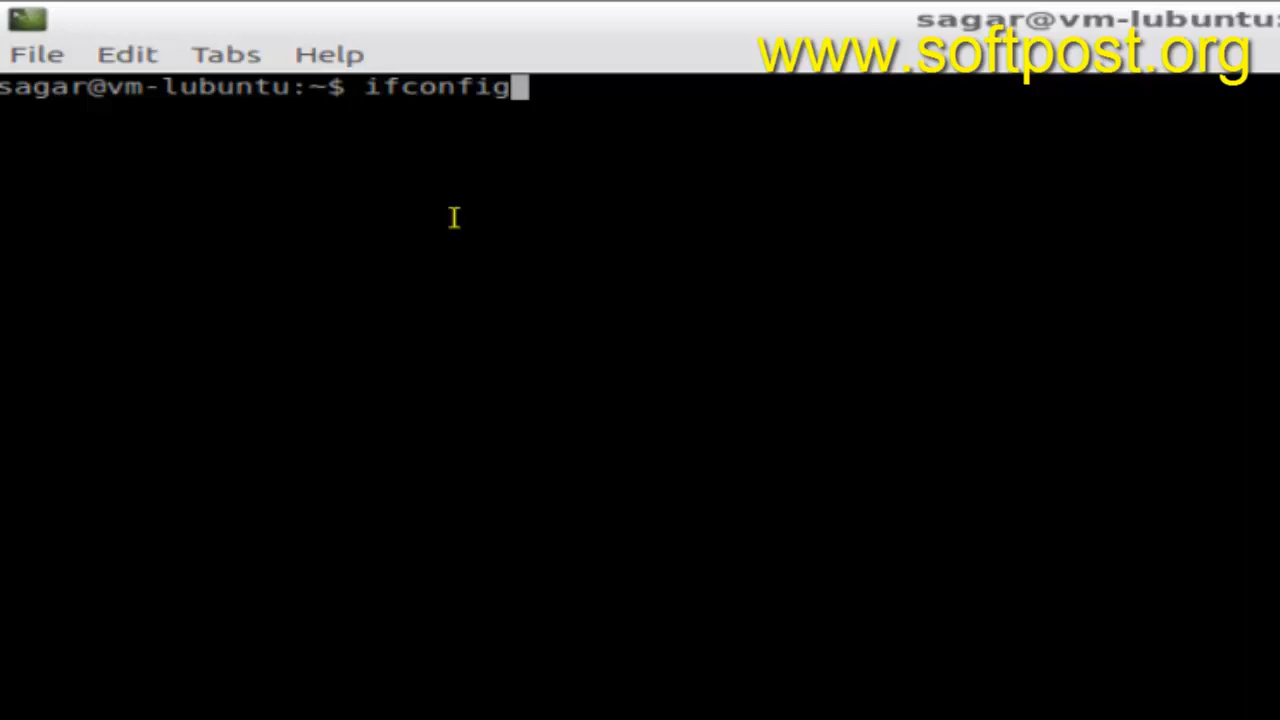 sagar@vm-lubuntu:
www.softpost.org
File Edit Tabs Help
sagar@vm-lubuntu:~$ ifconfig